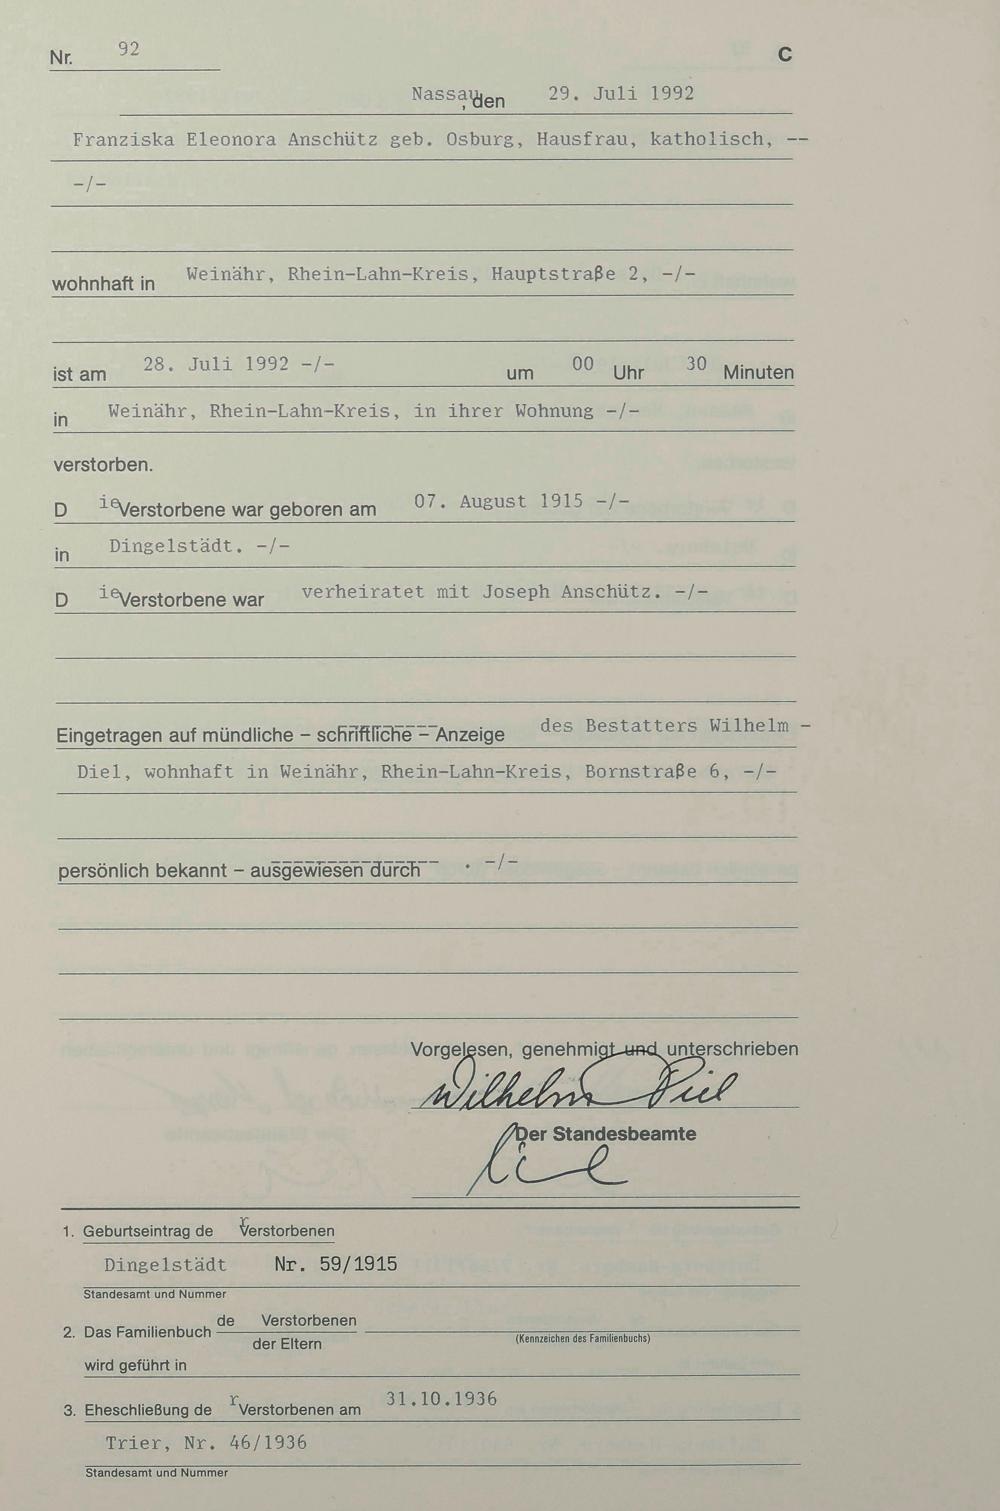 Nr. 92 C
Nassau, den 29. Juli 1992
Franziska Eleonora Anschütz geb. Osburg, Hausfrau, katholisch, --
-/-
wohnhaft in Weinähr, Rhein-Lahn-Kreis, Hauptstraße 2, -/-
ist am 28. Juli 1992 -/- um 00 Uhr 30 Minuten
in Weinähr, Rhein-Lahn-Kreis, in ihrer Wohnung -/-
verstorben.
D ie Verstorbene war geboren am 07. August 1915 -/-
in Dingelstädt. -/-
D ie Verstorbene war verheiratet mit Joseph Anschütz. -/-
Eingetragen auf mündliche – schriftliche – Anzeige des Bestatters Wilhelm -
Diel, wohnhaft in Weinähr, Rhein-Lahn-Kreis, Bornstraße 6, -/-
persönlich bekannt – ausgewiesen durch . -/-
Vorgelesen, genehmigt und unterschrieben
Wilhelm Diel
Der Standesbeamte
1. Geburtseintrag de r Verstorbenen
Dingelstädt Nr. 59/1915
Standesamt und Nummer
2. Das Familienbuch de Verstorbenen
der Eltern (Kennzeichen des Familienbuchs)
wird geführt in
3. Eheschließung de r Verstorbenen am 31.10.1936
Trier, Nr. 46/1936
Standesamt und Nummer